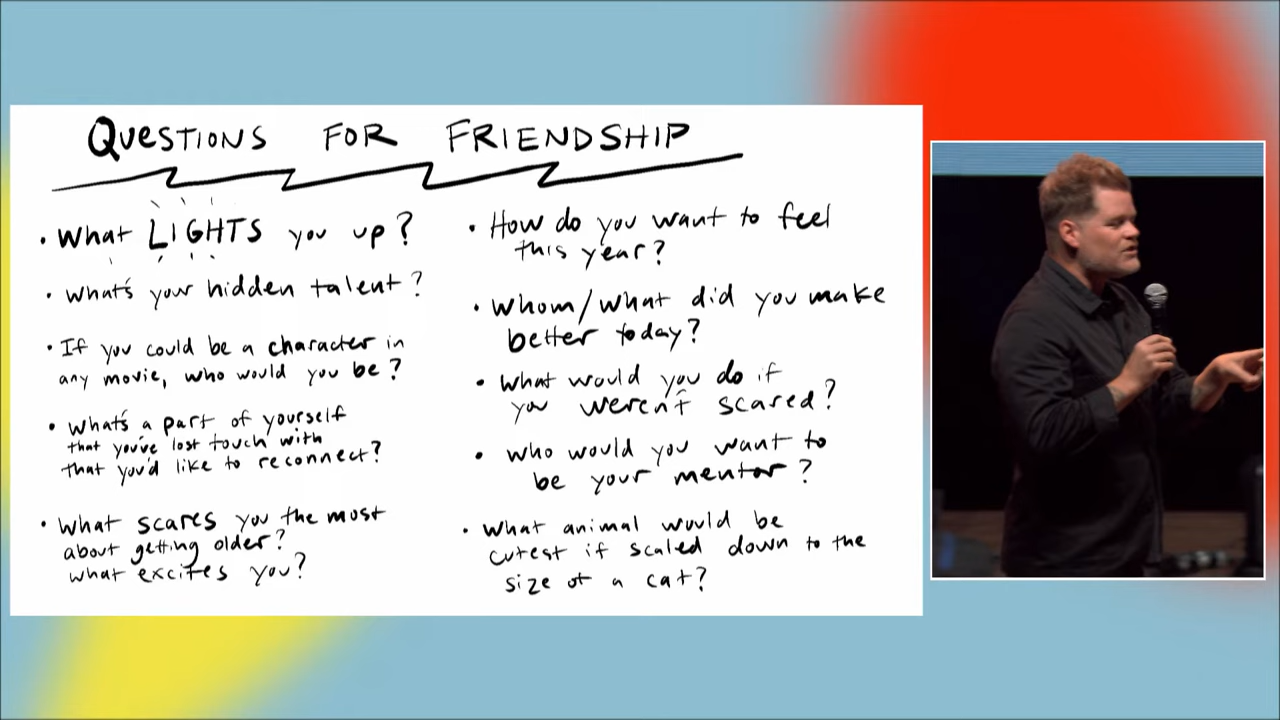 QUESTIONS FOR FRIENDSHIP
• What LIGHTS you up?
• What's your hidden talent?
• If you could be a character in
any movie, who would you be?
• What's a part of yourself
that you've lost touch with
that you'd like to reconnect?
• What scares you the most
about getting older?
What excites you?
• How do you want to feel
this year?
• Whom/what did you make
better today?
• What would you do if
you weren't scared?
• Who would you want to
be your mentor?
• What animal would be
cutest if scaled down to the
size of a cat?